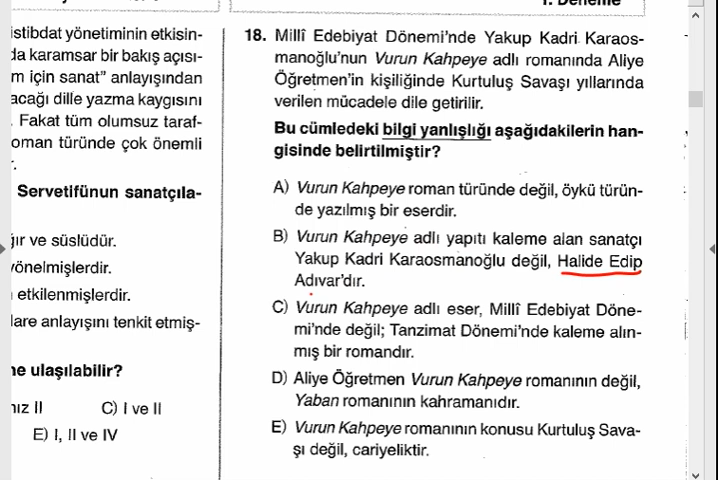 1. Deneme
istibdat yönetiminin etkisin-
da karamsar bir bakış açısı-
m için sanat” anlayışından
acağı dille yazma kaygısını
. Fakat tüm olumsuz taraf-
oman türünde çok önemli
r.
Servetifünun sanatçıla-
ğır ve süslüdür.
yönelmişlerdir.
etkilenmişlerdir.
lare anlayışını tenkit etmiş-
ne ulaşılabilir?
nız II C) I ve II
E) I, II ve IV
18. Millî Edebiyat Dönemi’nde Yakup Kadri Karaos-
manoğlu’nun Vurun Kahpeye adlı romanında Aliye
Öğretmen’in kişiliğinde Kurtuluş Savaşı yıllarında
verilen mücadele dile getirilir.
Bu cümledeki bilgi yanlışlığı aşağıdakilerin han-
gisinde belirtilmiştir?
A) Vurun Kahpeye roman türünde değil, öykü türün-
de yazılmış bir eserdir.
B) Vurun Kahpeye adlı yapıtı kaleme alan sanatçı
Yakup Kadri Karaosmanoğlu değil, Halide Edip
Adıvar’dır.
C) Vurun Kahpeye adlı eser, Millî Edebiyat Döne-
mi’nde değil; Tanzimat Dönemi’nde kaleme alın-
mış bir romandır.
D) Aliye Öğretmen Vurun Kahpeye romanının değil,
Yaban romanının kahramanıdır.
E) Vurun Kahpeye romanının konusu Kurtuluş Sava-
şı değil, cariyeliktir.